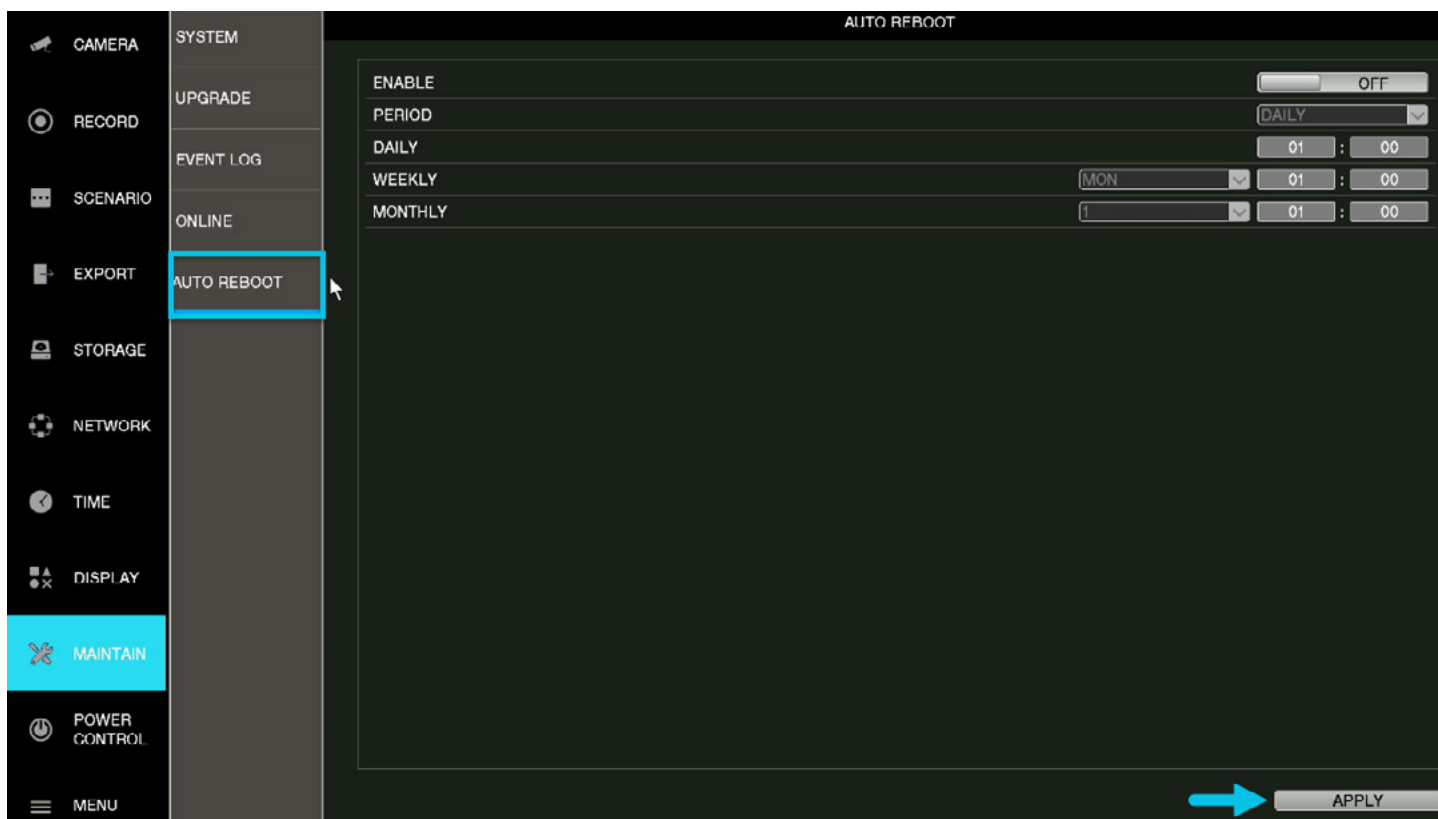 CAMERA
RECORD
SCENARIO
EXPORT
STORAGE
NETWORK
TIME
DISPLAY
MAINTAIN
POWER
CONTROL
MENU
SYSTEM
UPGRADE
EVENT LOG
ONLINE
AUTO REBOOT
AUTO REBOOT
ENABLE OFF
PERIOD DAILY
DAILY 01 : 00
WEEKLY MON 01 : 00
MONTHLY 1 01 : 00
APPLY